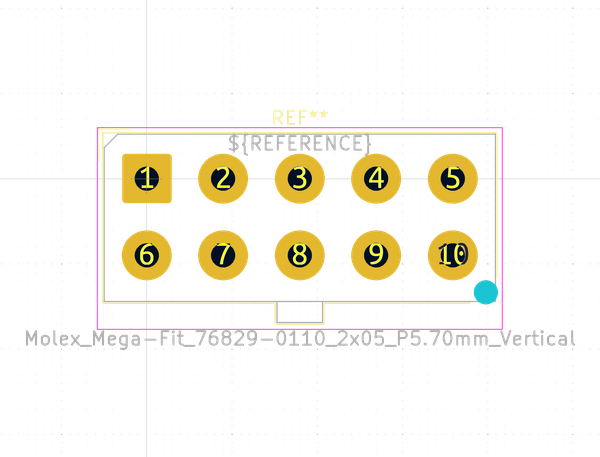 REF**
${REFERENCE}
1 2 3 4 5
6 7 8 9 10
Molex_Mega-Fit_76829-0110_2x05_P5.70mm_Vertical